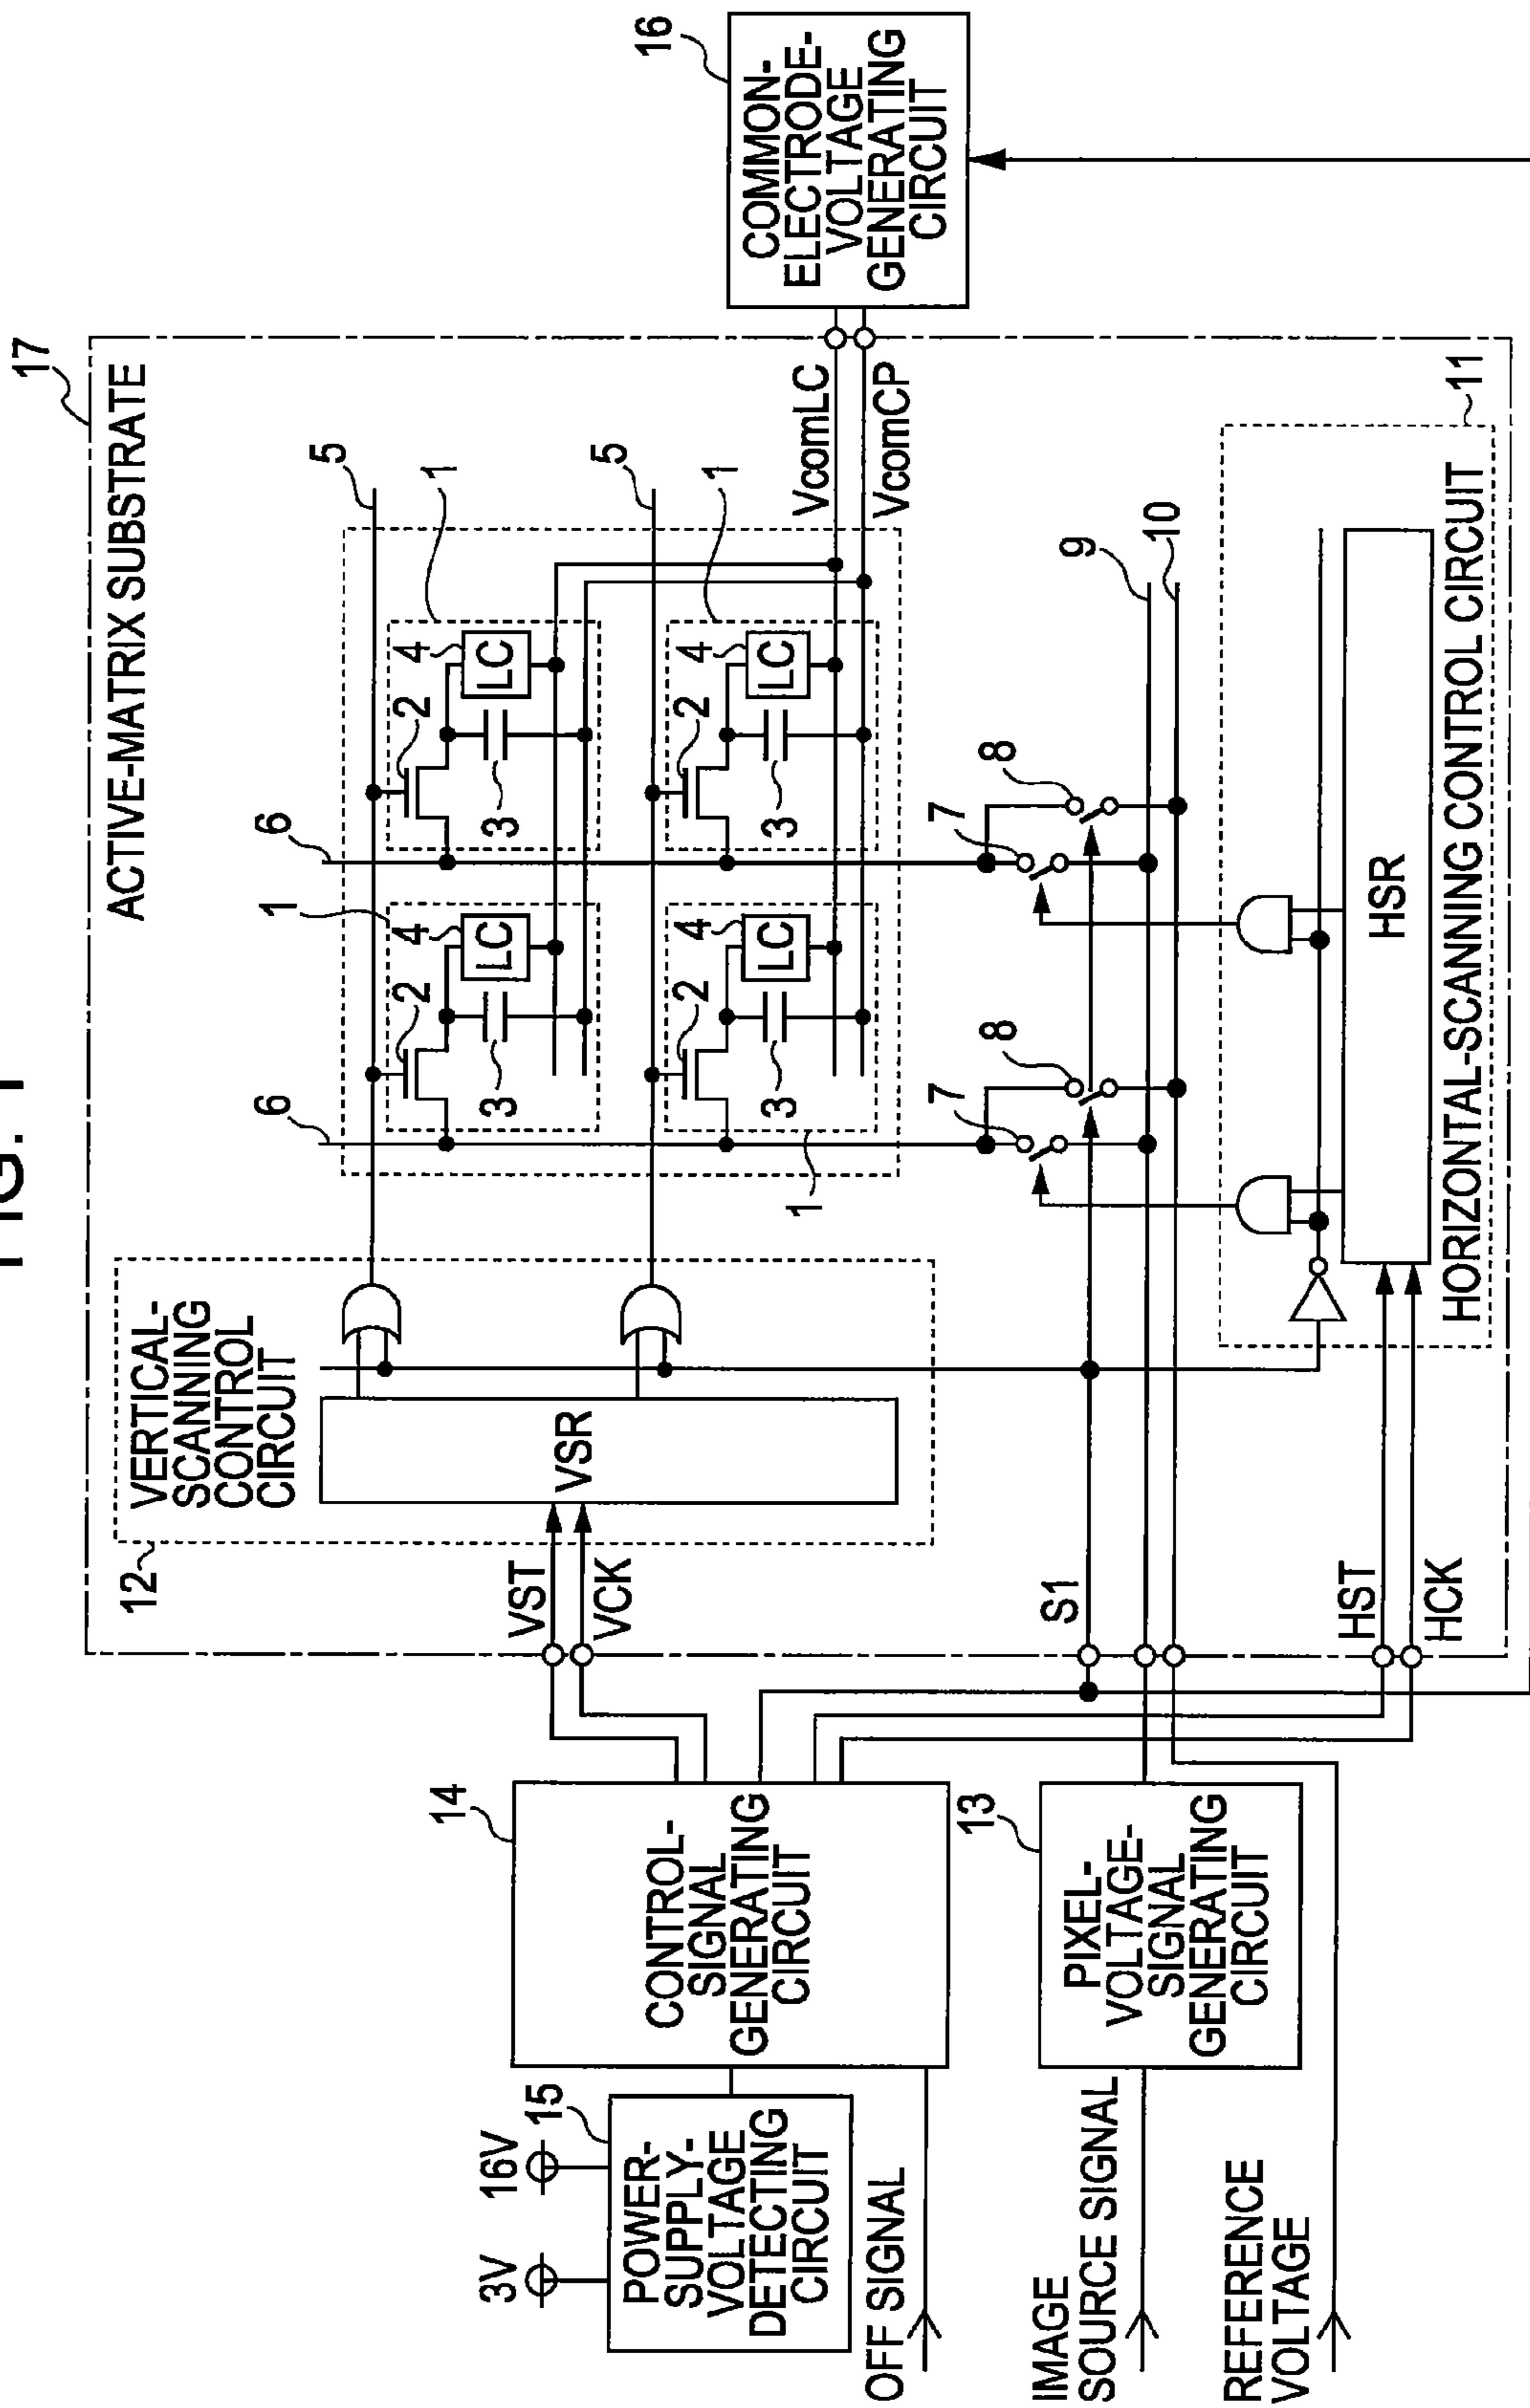 FIG. 1
17
ACTIVE-MATRIX SUBSTRATE
12
VERTICAL-
SCANNING
CONTROL
CIRCUIT
VSR
VST
VCK
5
5
6
6
1
1
1
1
2
2
2
2
3
3
3
3
4
4
4
4
LC
LC
LC
LC
VcomLC
VcomCP
16
COMMON-
ELECTRODE-
VOLTAGE
GENERATING
CIRCUIT
14
CONTROL-
SIGNAL
GENERATING
CIRCUIT
3V
16V
15
POWER-
SUPPLY-
VOLTAGE
DETECTING
CIRCUIT
OFF SIGNAL
13
PIXEL-
VOLTAGE-
SIGNAL
GENERATING
CIRCUIT
IMAGE
SOURCE SIGNAL
REFERENCE
VOLTAGE
S1
7
8
7
8
9
10
HST
HCK
11
HSR
HORIZONTAL-SCANNING CONTROL CIRCUIT